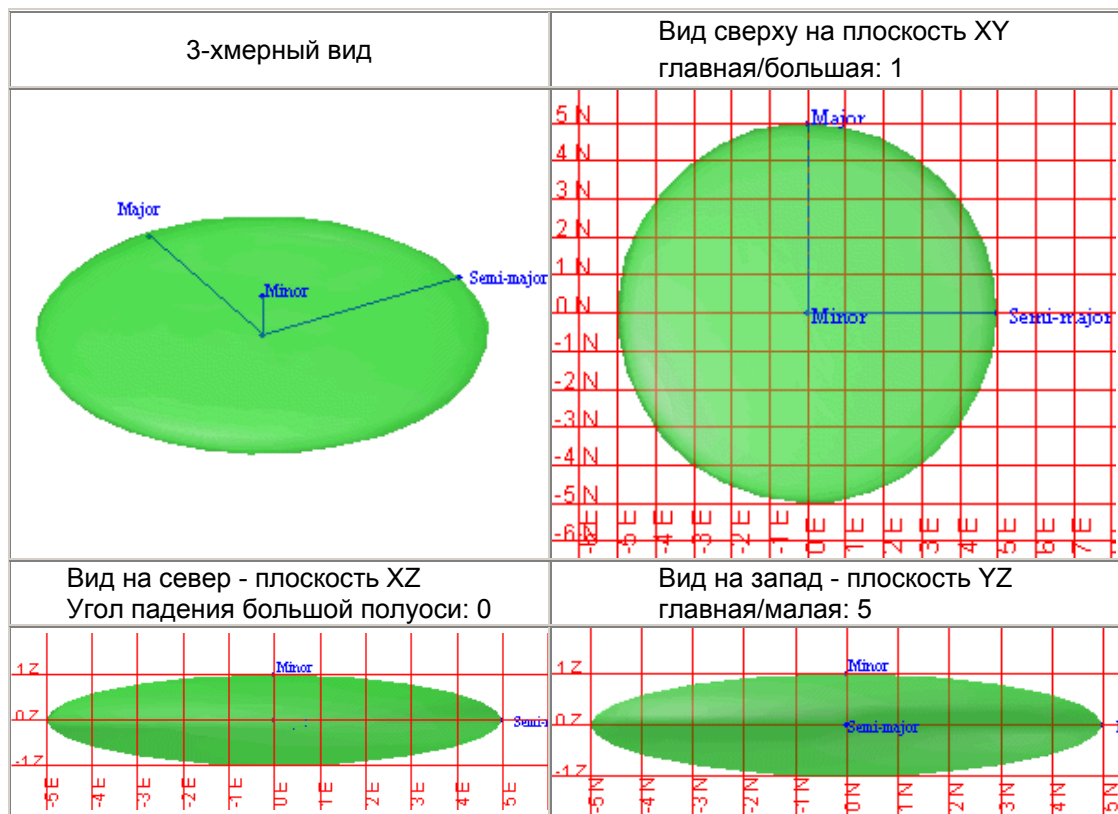 3-хмерный вид
Вид сверху на плоскость XY
главная/большая: 1
Major
Semi-major
Minor
5 N
4 N
3 N
2 N
1 N
0 N
-1 N
-2 N
-3 N
-4 N
-5 N
-6 N
Major
Minor
Semi-major
-6 E
-5 E
-4 E
-3 E
-2 E
-1 E
0 E
1 E
2 E
3 E
4 E
5 E
6 E
7 E
Вид на север - плоскость XZ
Угол падения большой полуоси: 0
Вид на запад - плоскость YZ
главная/малая: 5
1 Z
0 Z
-1 Z
Minor
-5 E
-4 E
-3 E
-2 E
-1 E
0 E
1 E
2 E
3 E
4 E
5 E
1 Z
0 Z
-1 Z
Minor
Semi-major
-5 N
-4 N
-3 N
-2 N
-1 N
0 N
1 N
2 N
3 N
4 N
5 N